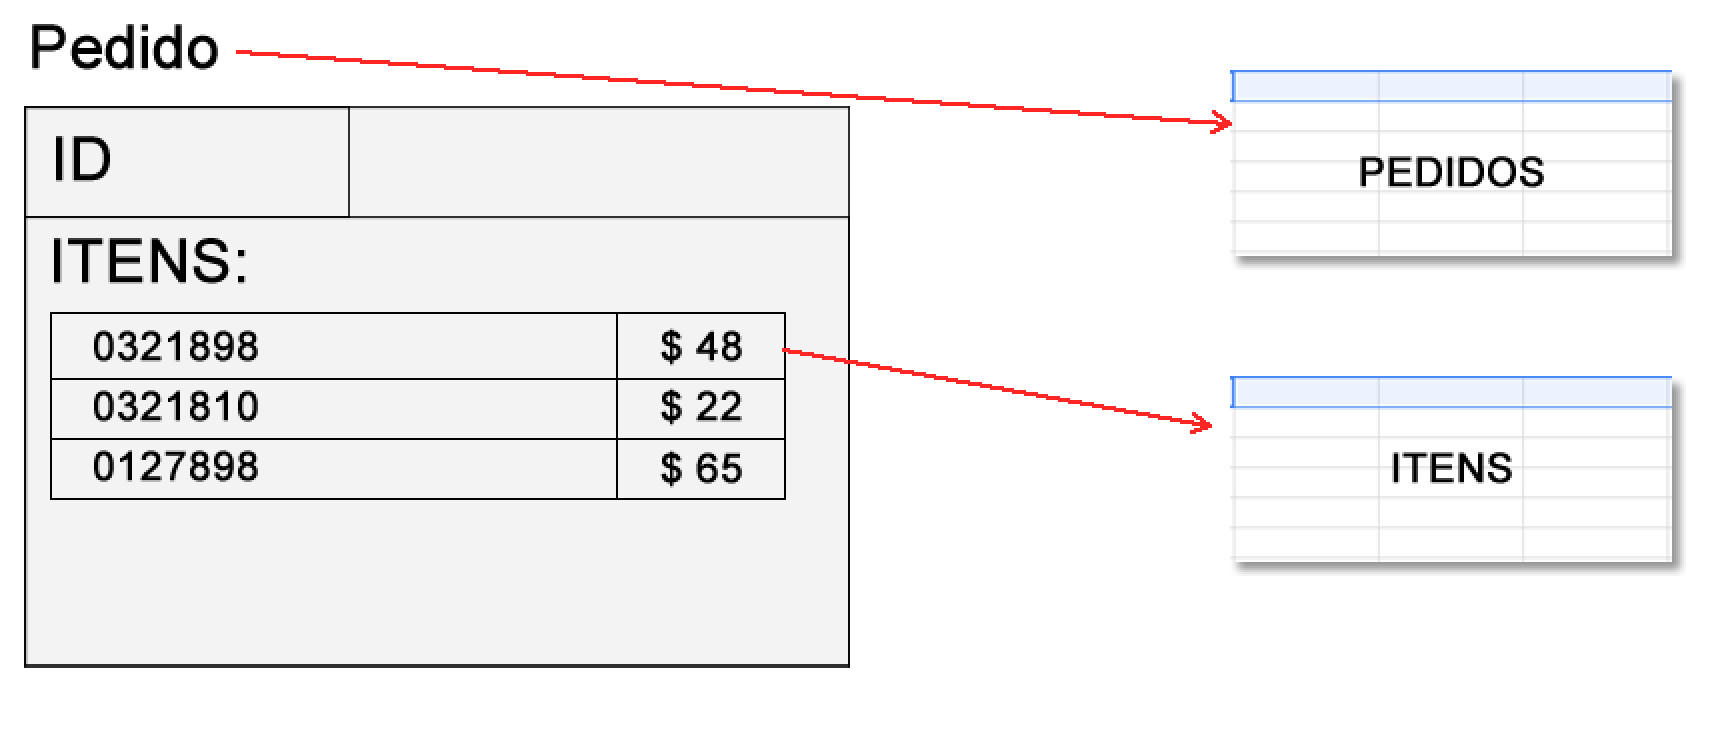 Pedido
ID
ITENS:
0321898 $ 48
0321810 $ 22
0127898 $ 65
PEDIDOS
ITENS